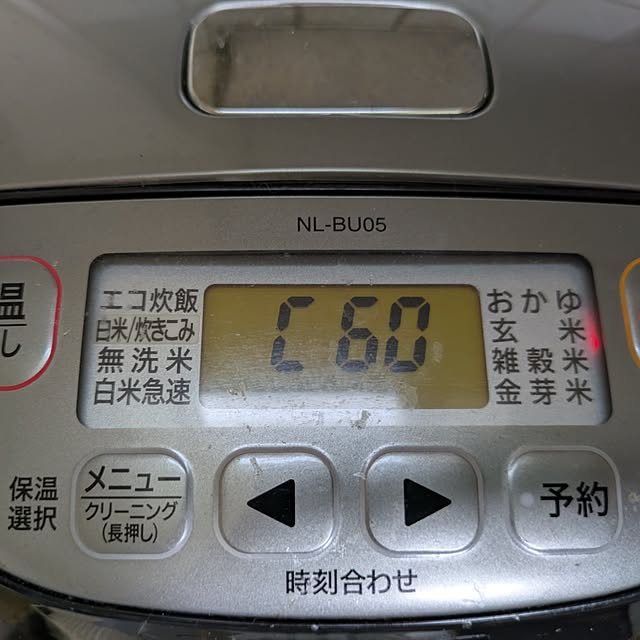 NL-BU05
温
し
エコ炊飯
白米/炊きこみ
無洗米
白米急速
C60
おかゆ
玄米
雑穀米
金芽米
保温
選択
メニュー
クリーニング
(長押し)
予約
時刻合わせ